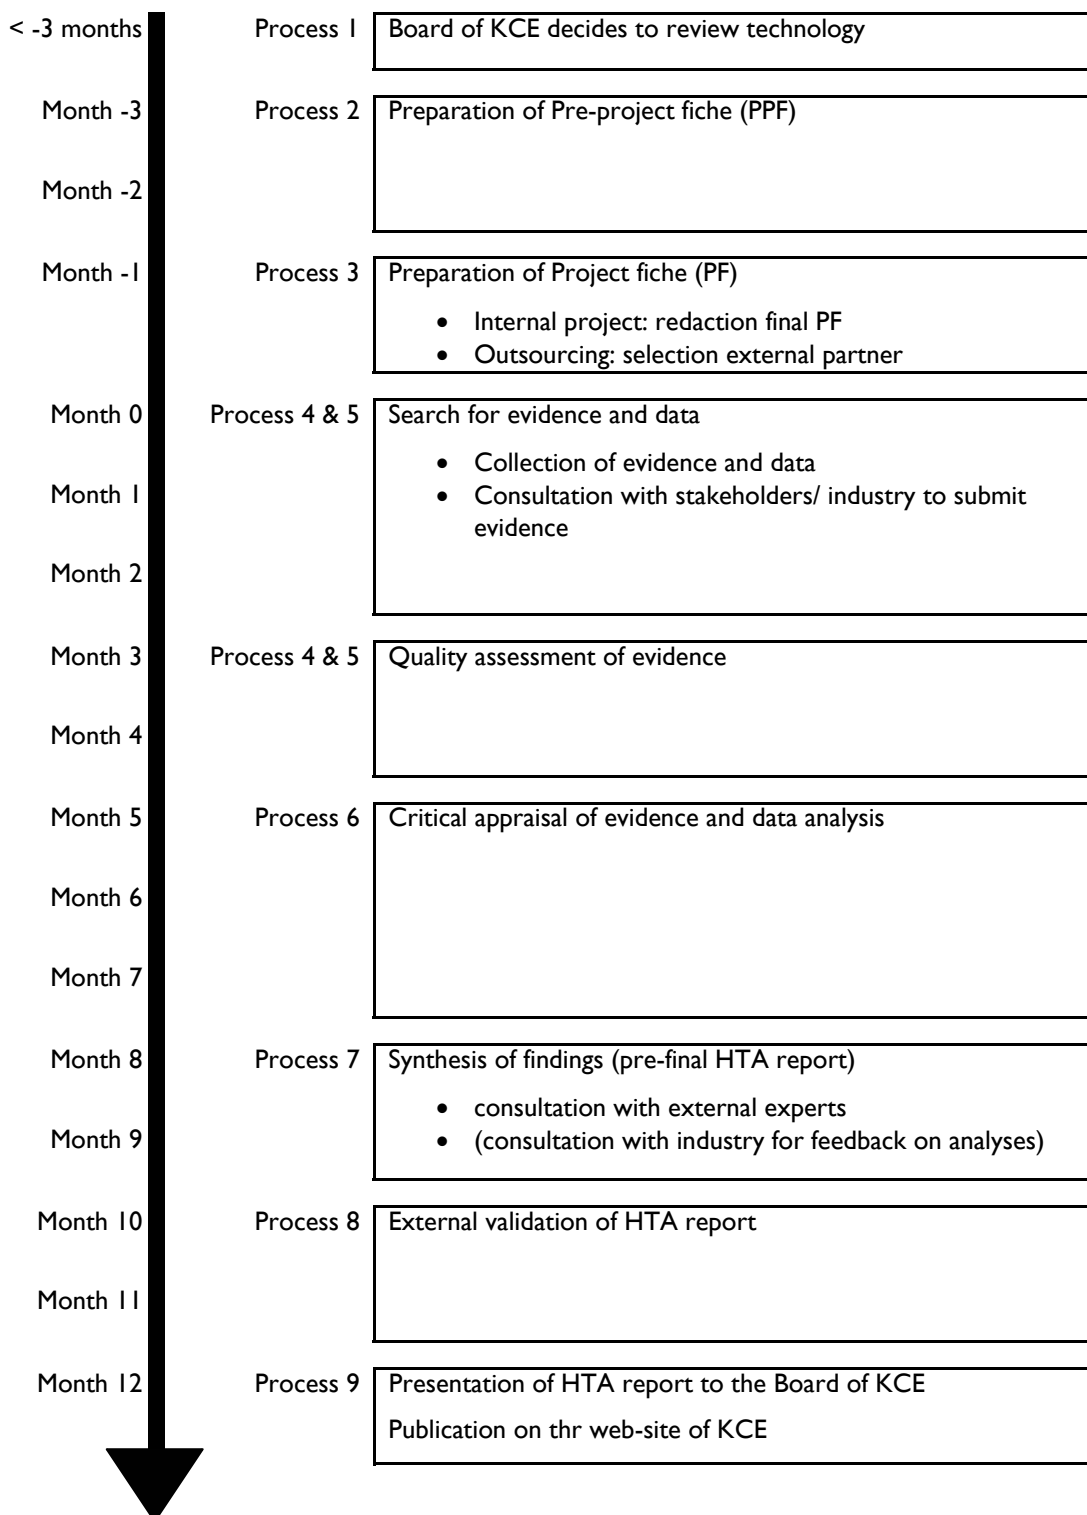 < -3 months Process 1 Board of KCE decides to review technology
Month -3 Process 2 Preparation of Pre-project fiche (PPF)
Month -2
Month -1 Process 3 Preparation of Project fiche (PF)
• Internal project: redaction final PF
• Outsourcing: selection external partner
Month 0 Process 4 & 5 Search for evidence and data
• Collection of evidence and data
Month 1
• Consultation with stakeholders/ industry to submit
evidence
Month 2
Month 3 Process 4 & 5 Quality assessment of evidence
Month 4
Month 5 Process 6 Critical appraisal of evidence and data analysis
Month 6
Month 7
Month 8 Process 7 Synthesis of findings (pre-final HTA report)
• consultation with external experts
Month 9 • (consultation with industry for feedback on analyses)
Month 10 Process 8 External validation of HTA report
Month 11
Month 12 Process 9 Presentation of HTA report to the Board of KCE
Publication on thr web-site of KCE